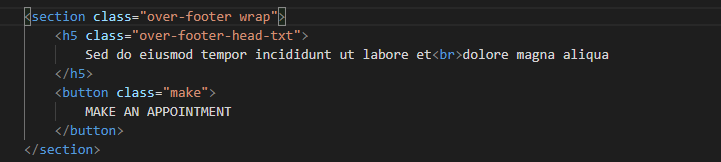 <section class="over-footer wrap">
<h5 class="over-footer-head-txt">
Sed do eiusmod tempor incididunt ut labore et<br>dolore magna aliqua
</h5>
<button class="make">
MAKE AN APPOINTMENT
</button>
</section>